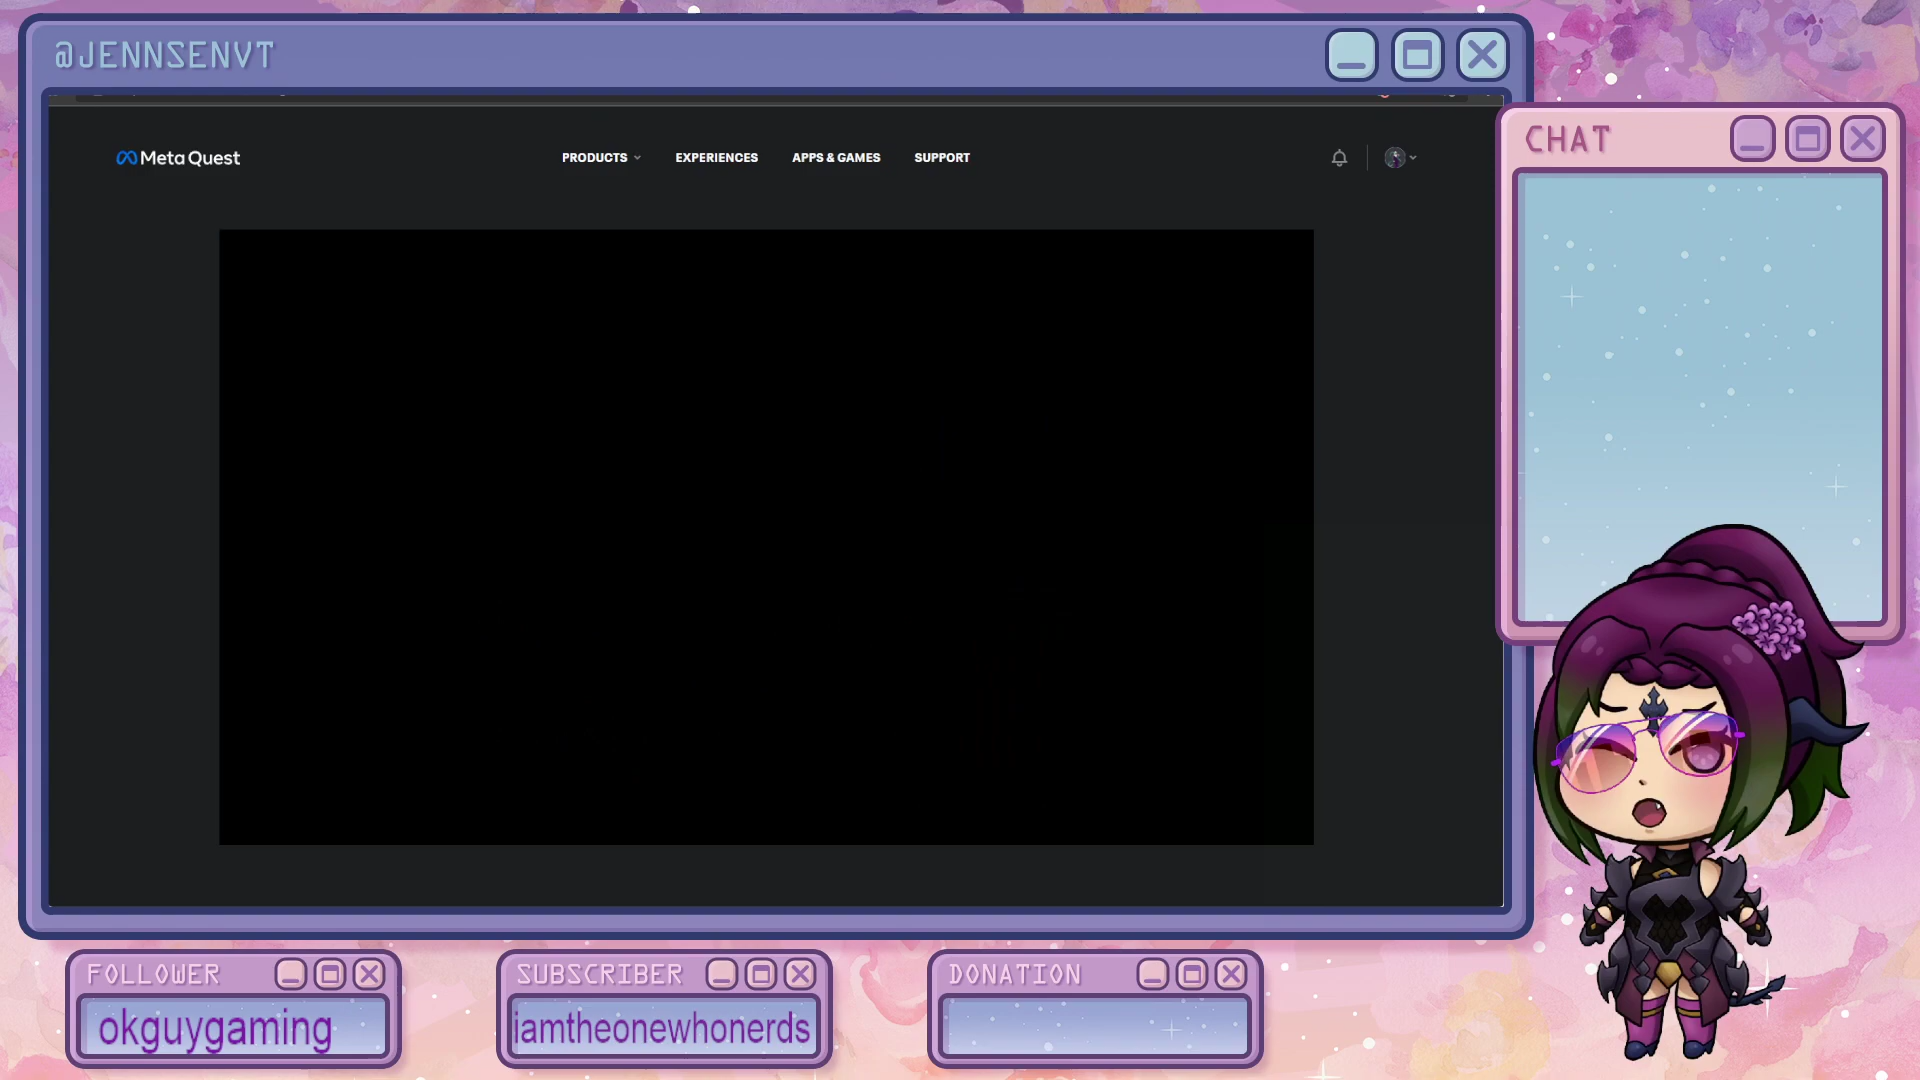 @JENNSENVT
CHAT
Meta Quest
PRODUCTS
EXPERIENCES
APPS & GAMES
SUPPORT
FOLLOWER
okguygaming
SUBSCRIBER
iamtheonewhonerds
DONATION